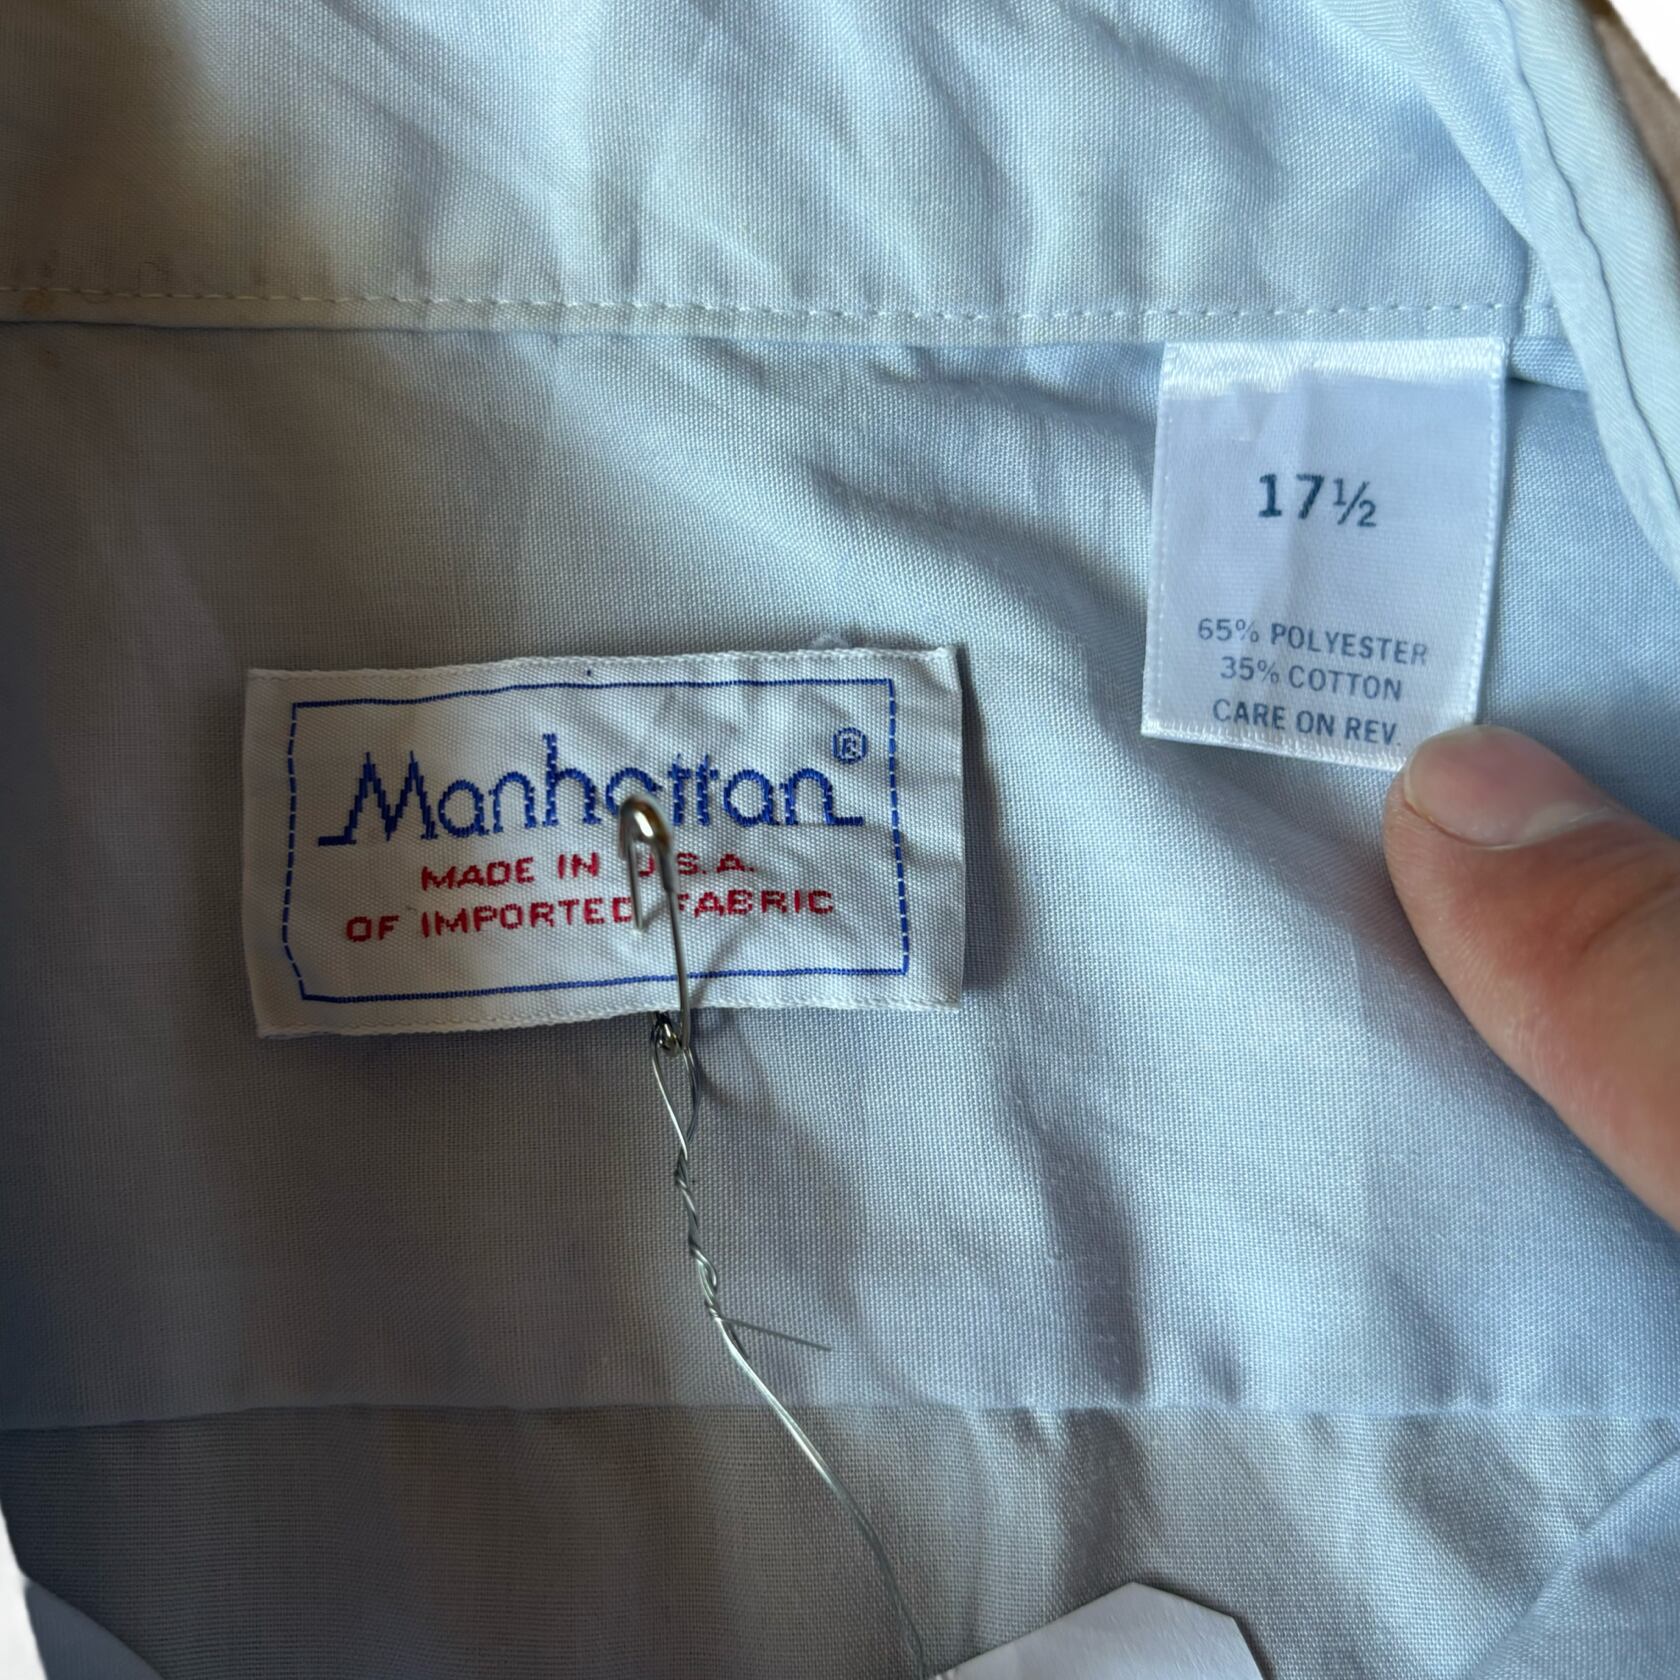 Manhattan®
MADE IN U.S.A.
OF IMPORTED FABRIC
17½
65% POLYESTER
35% COTTON
CARE ON REV.